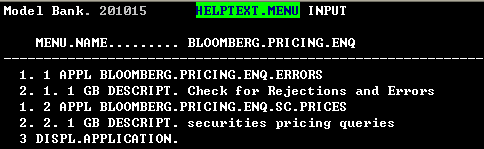 Model Bank. 201015 HELPTEXT.MENU INPUT
MENU.NAME......... BLOOMBERG.PRICING.ENQ
1. 1 APPL BLOOMBERG.PRICING.ENQ.ERRORS
2. 1. 1 GB DESCRIPT. Check for Rejections and Errors
1. 2 APPL BLOOMBERG.PRICING.ENQ.SC.PRICES
2. 2. 1 GB DESCRIPT. securities pricing queries
3 DISPL.APPLICATION.